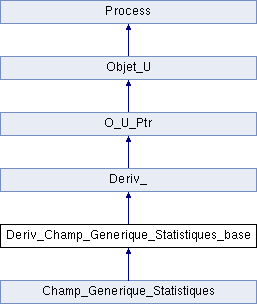 Process
Objet_U
O_U_Ptr
Deriv_
Deriv_Champ_Generique_Statistiques_base
Champ_Generique_Statistiques